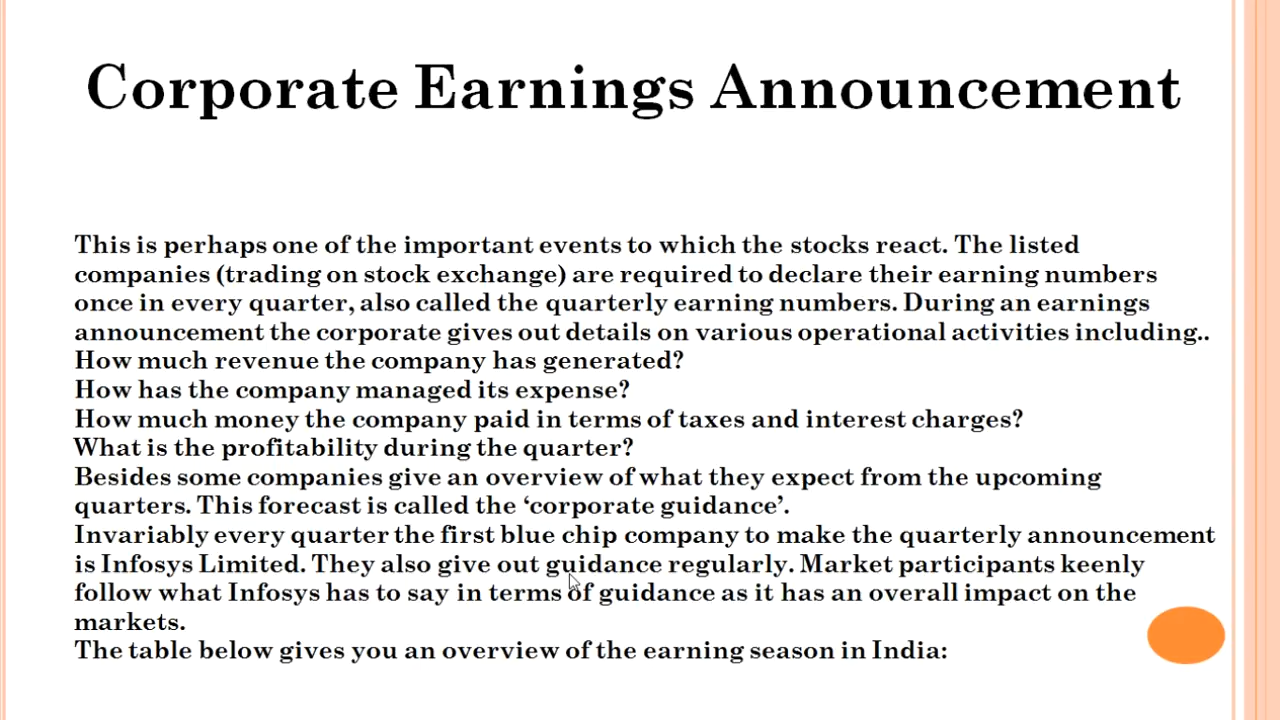 Corporate Earnings Announcement
This is perhaps one of the important events to which the stocks react. The listed
companies (trading on stock exchange) are required to declare their earning numbers
once in every quarter, also called the quarterly earning numbers. During an earnings
announcement the corporate gives out details on various operational activities including..
How much revenue the company has generated?
How has the company managed its expense?
How much money the company paid in terms of taxes and interest charges?
What is the profitability during the quarter?
Besides some companies give an overview of what they expect from the upcoming
quarters. This forecast is called the ‘corporate guidance’.
Invariably every quarter the first blue chip company to make the quarterly announcement
is Infosys Limited. They also give out guidance regularly. Market participants keenly
follow what Infosys has to say in terms of guidance as it has an overall impact on the
markets.
The table below gives you an overview of the earning season in India: